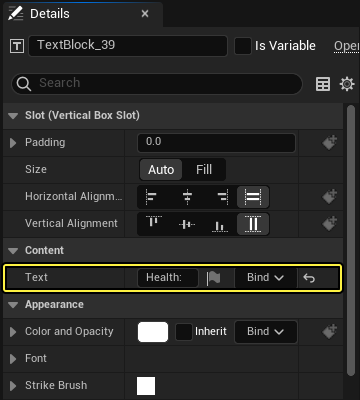 Details
TextBlock_39 Is Variable Open
Search
Slot (Vertical Box Slot)
Padding 0.0
Size Auto Fill
Horizontal Alignm...
Vertical Alignment
Content
Text Health: Bind
Appearance
Color and Opacity Inherit Bind
Font
Strike Brush